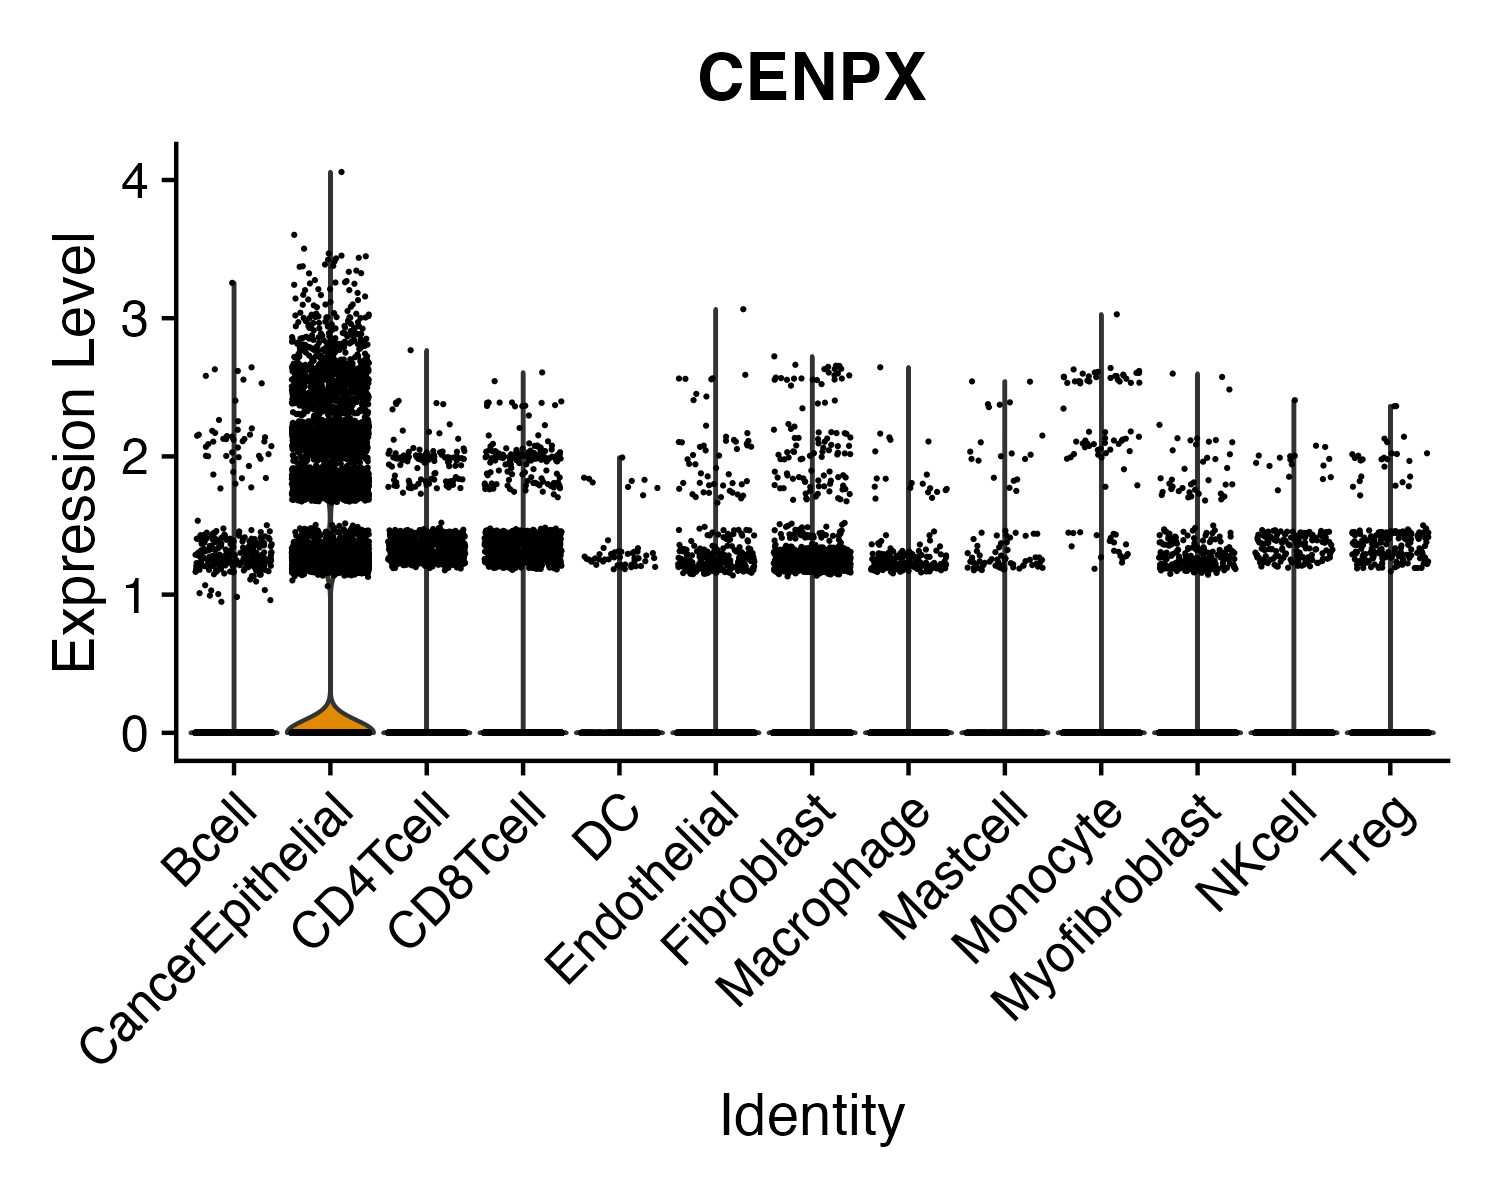 CENPX
Expression Level
4
3
2
1
0
Bcell
CancerEpithelial
CD4Tcell
CD8Tcell
DC
Endothelial
Fibroblast
Macrophage
Mastcell
Monocyte
Myofibroblast
NKcell
Treg
Identity